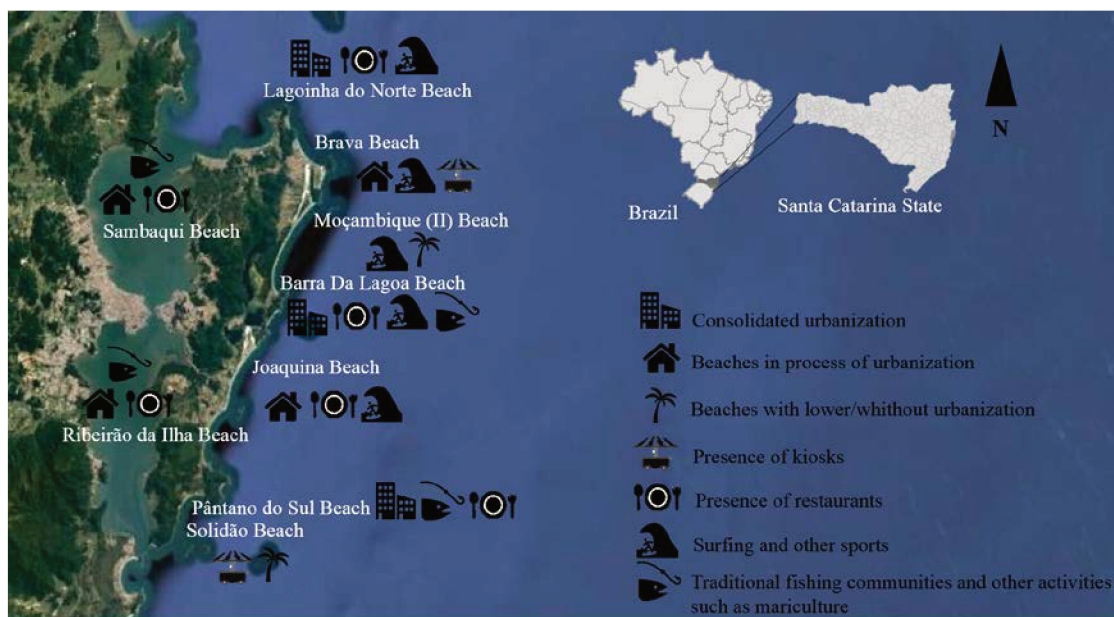 Lagoinha do Norte Beach
Brava Beach
Sambaqui Beach
Moçambique (II) Beach
Barra Da Lagoa Beach
Joaquina Beach
Ribeirão da Ilha Beach
Pântano do Sul Beach
Solidão Beach
Brazil
Santa Catarina State
N
Consolidated urbanization
Beaches in process of urbanization
Beaches with lower/whithout urbanization
Presence of kiosks
Presence of restaurants
Surfing and other sports
Traditional fishing communities and other activities
such as mariculture